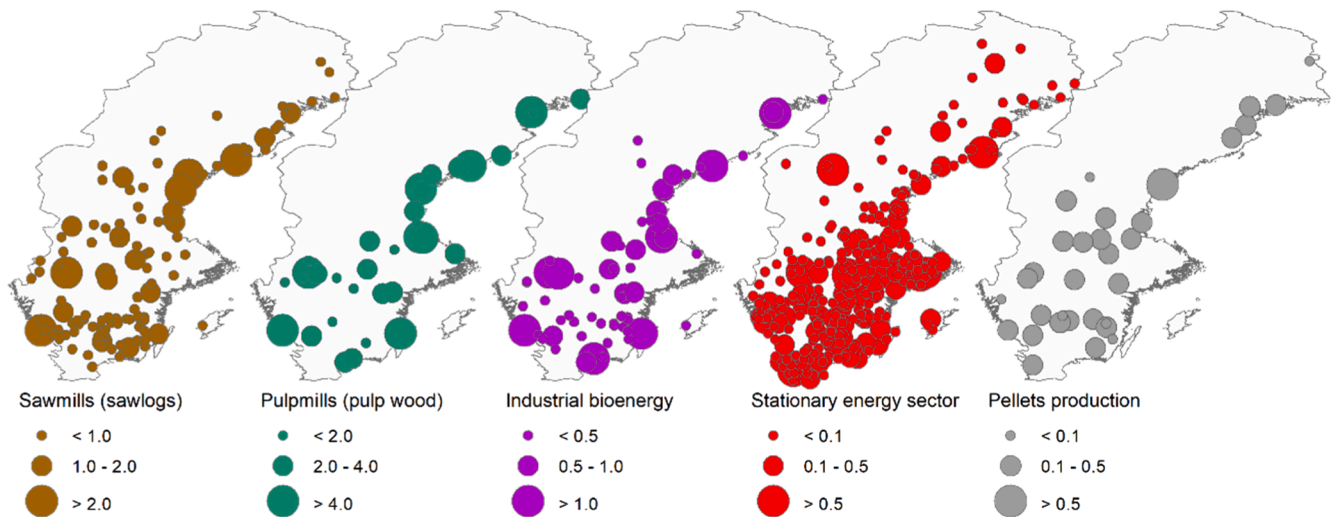 Sawmills (sawlogs)
< 1.0
1.0 - 2.0
> 2.0
Pulpmills (pulp wood)
< 2.0
2.0 - 4.0
> 4.0
Industrial bioenergy
< 0.5
0.5 - 1.0
> 1.0
Stationary energy sector
< 0.1
0.1 - 0.5
> 0.5
Pellets production
< 0.1
0.1 - 0.5
> 0.5